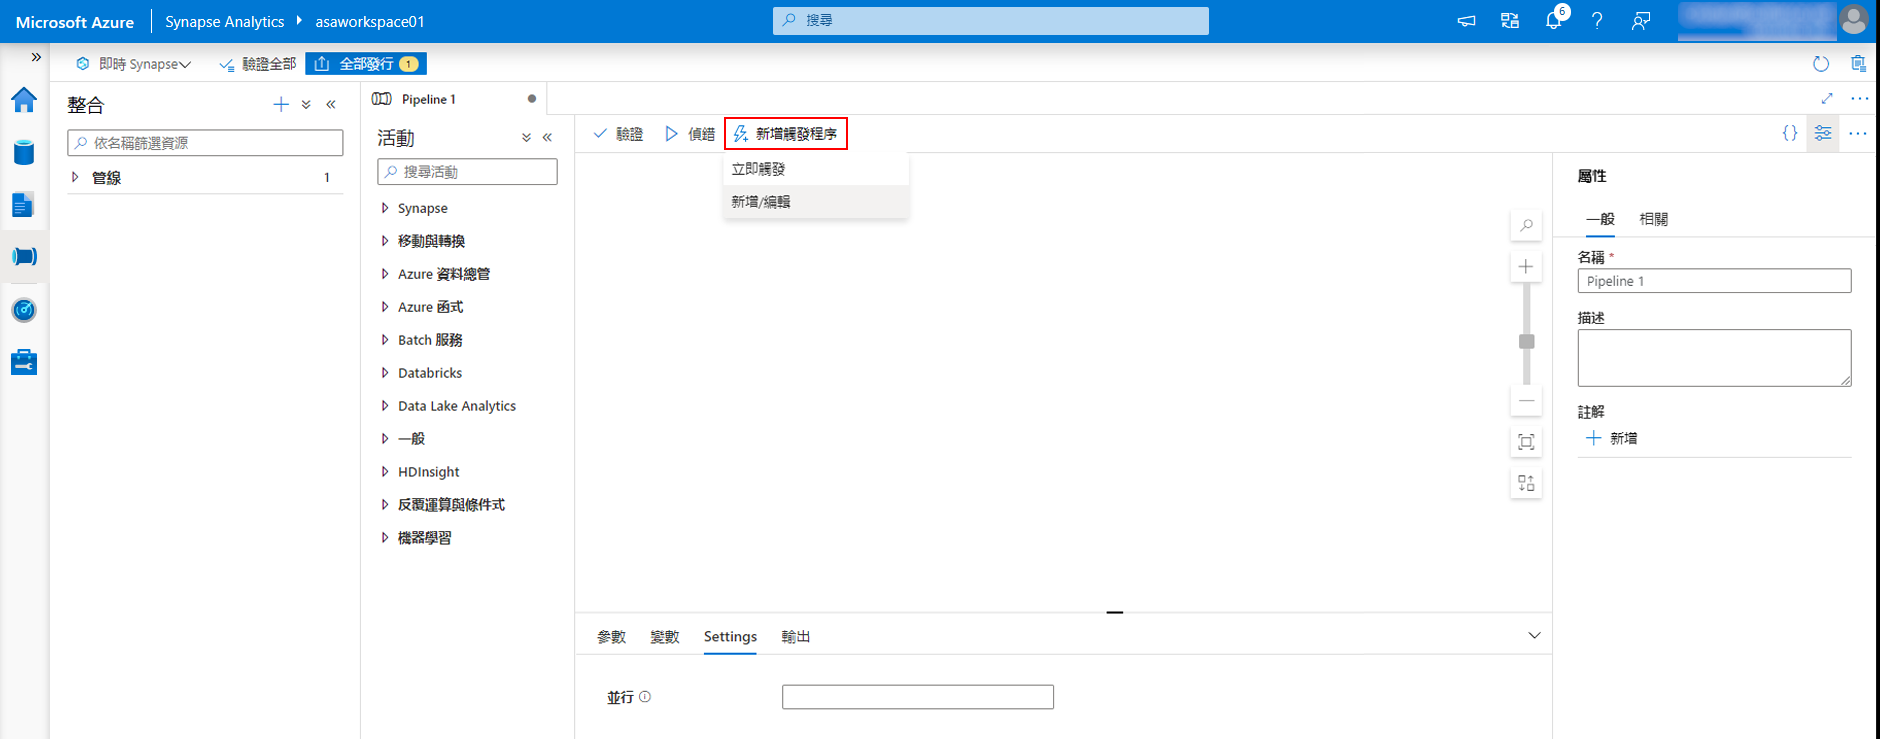 Microsoft Azure
Synapse Analytics
asaworkspace01
搜尋
6
即時 Synapse
驗證全部
全部發行
1
整合
依名稱篩選資源
管線
1
Pipeline 1
活動
搜尋活動
Synapse
移動與轉換
Azure 資料總管
Azure 函式
Batch 服務
Databricks
Data Lake Analytics
一般
HDInsight
反覆運算與條件式
機器學習
驗證
偵錯
新增觸發程序
立即觸發
新增/編輯
參數
變數
Settings
輸出
並行
屬性
一般
相關
名稱 *
Pipeline 1
描述
註解
新增